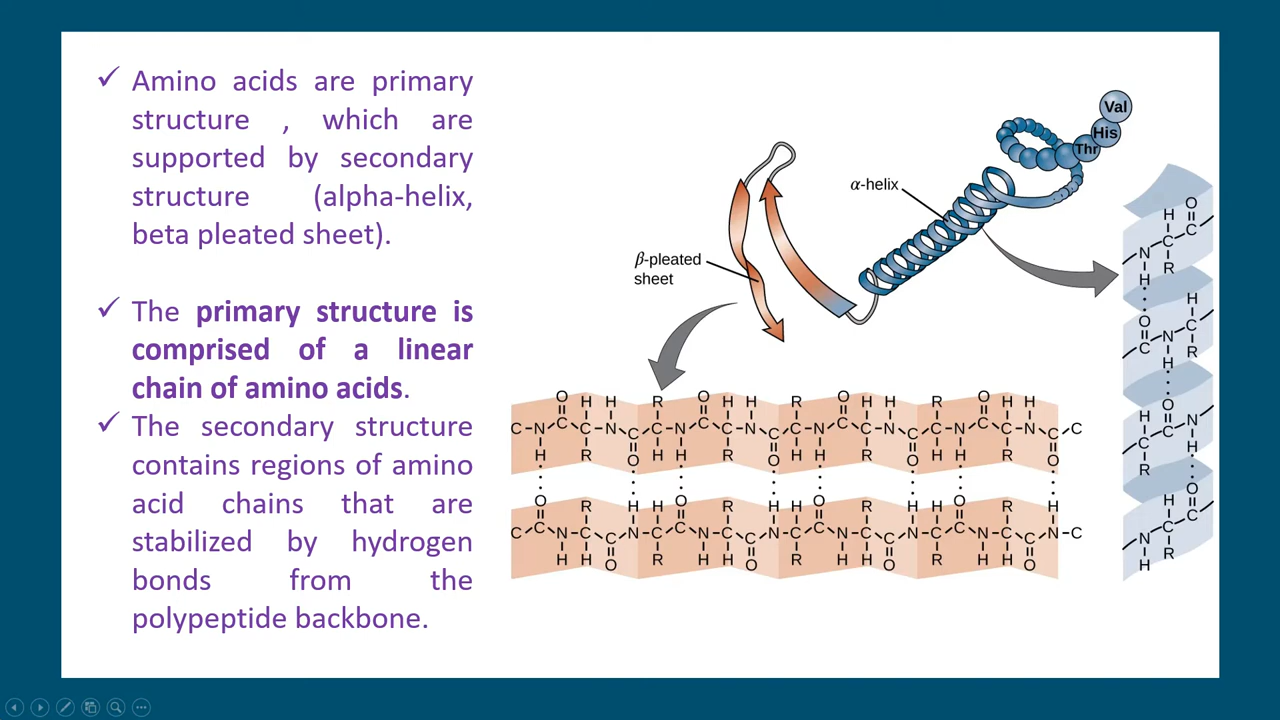 ✓ Amino acids are primary
structure , which are
supported by secondary
structure (alpha-helix,
beta pleated sheet).
✓ The primary structure is
comprised of a linear
chain of amino acids.
✓ The secondary structure
contains regions of amino
acid chains that are
stabilized by hydrogen
bonds from the
polypeptide backbone.
Val
His
Thr
α-helix
β-pleated
sheet
O H H R O H H R O H H R O H H
C N C C N C C N C C N C C N C C N C C N C C N C C
H R O H H R O H H R O H H R O
O R H H O R H H O R H H O R H
C C N C C N C C N C C N C C N C C N C C N C C N C
H H O R H H O R H H O R H H O
H O
C C
N R
H
O H
C N C
H R
H O
C C N
R H
H O
N C C
H R